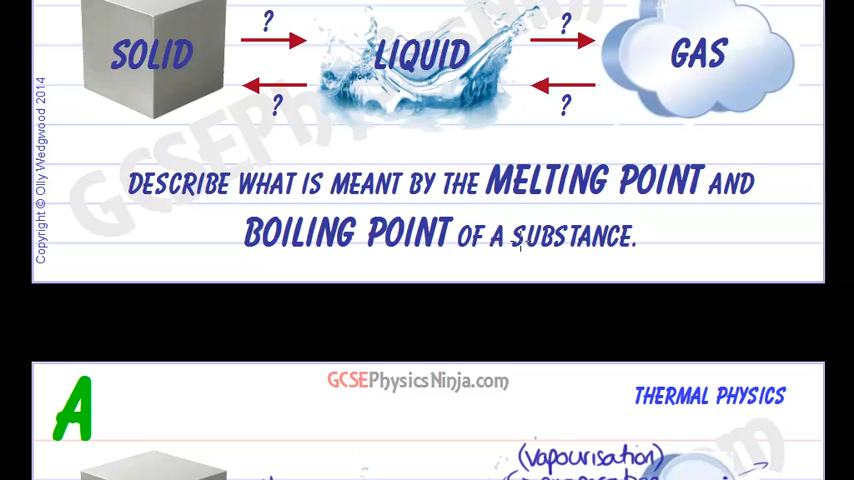 ?
?
SOLID
LIQUID
GAS
?
?
Copyright © Olly Wedgwood 2014
GCSEPhysicsNinja
DESCRIBE WHAT IS MEANT BY THE MELTING POINT AND
BOILING POINT OF A SUBSTANCE.
A
GCSEPhysicsNinja.com
THERMAL PHYSICS
(vapourisation)